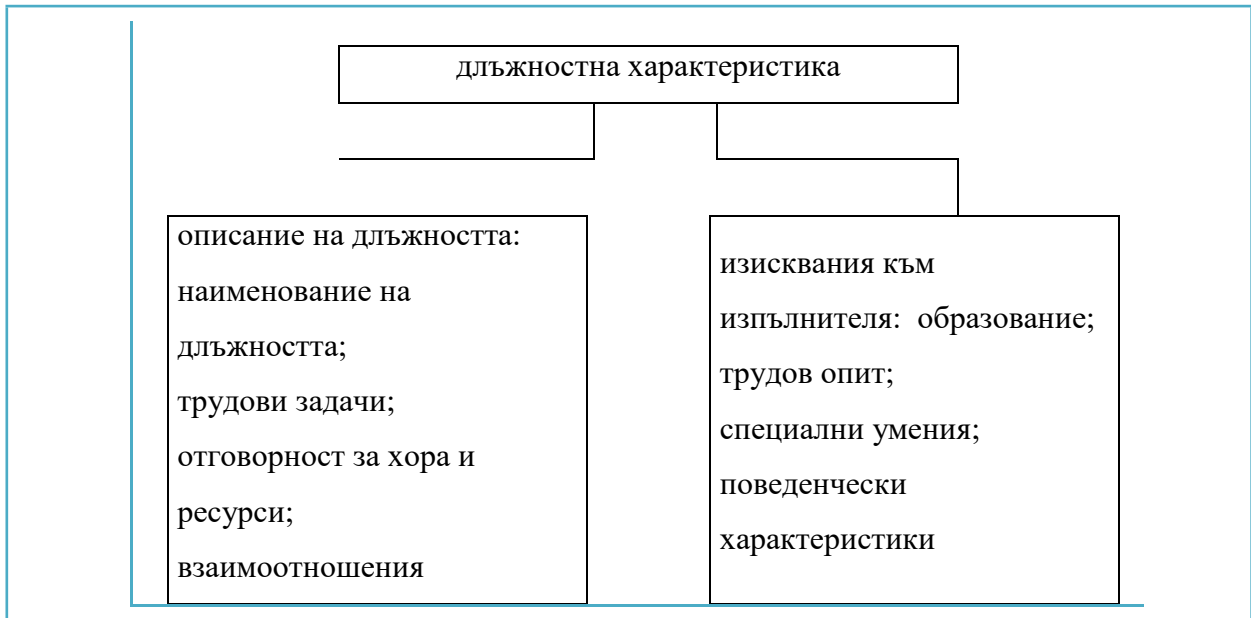 длъжностна характеристика
описание на длъжността:
наименование на
длъжността;
трудови задачи;
отговорност за хора и
ресурси;
взаимоотношения
изисквания към
изпълнителя: образование;
трудов опит;
специални умения;
поведенчески
характеристики